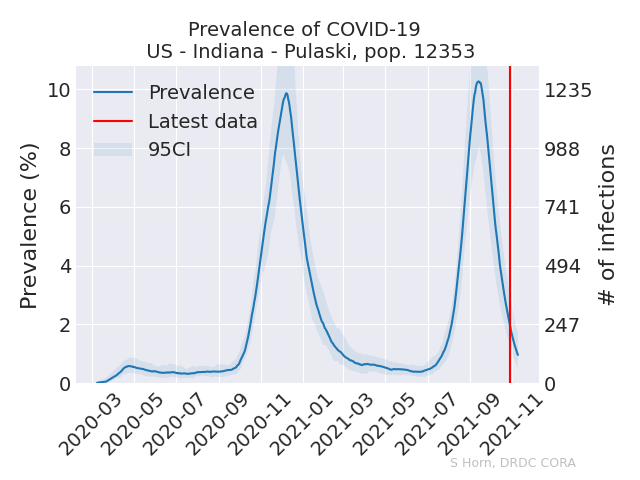 Prevalence of COVID-19
US - Indiana - Pulaski, pop. 12353
Prevalence (%)
10
8
6
4
2
0
Prevalence
Latest data
95CI
1235
988
741
494
247
0
# of infections
2020-03
2020-05
2020-07
2020-09
2020-11
2021-01
2021-03
2021-05
2021-07
2021-09
2021-11
S Horn, DRDC CORA